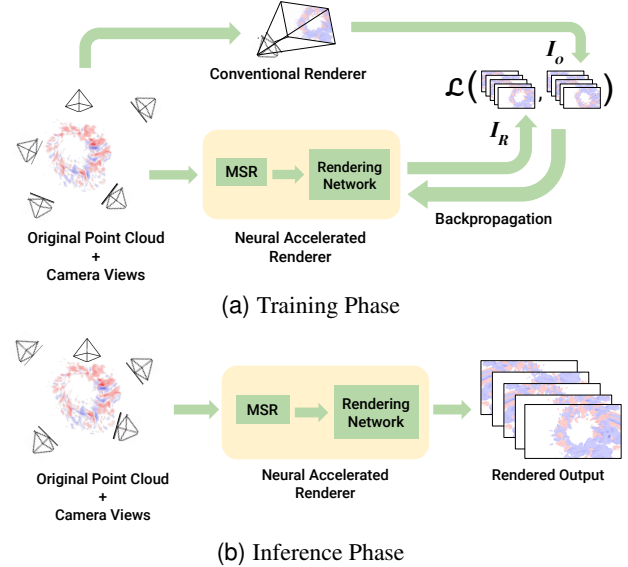 Conventional Renderer
I_o
ℒ( , )
I_R
MSR
Rendering
Network
Backpropagation
Original Point Cloud
+
Camera Views
Neural Accelerated
Renderer
(a) Training Phase
MSR
Rendering
Network
Original Point Cloud
+
Camera Views
Neural Accelerated
Renderer
Rendered Output
(b) Inference Phase